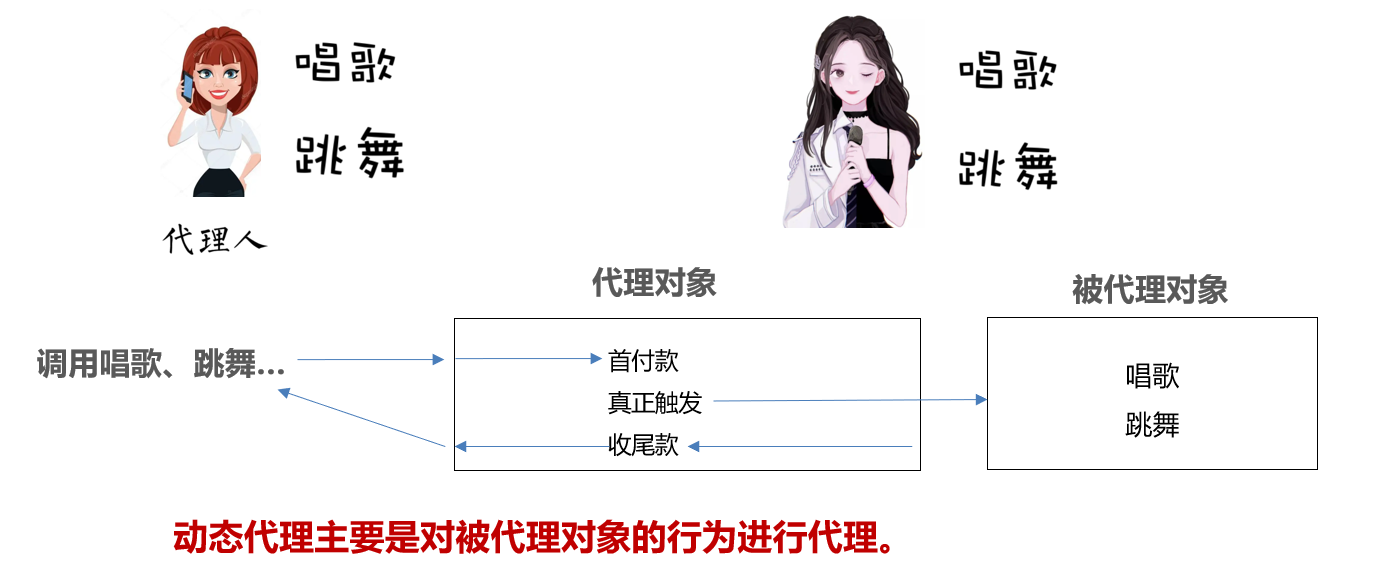 唱歌
跳舞
代理人
唱歌
跳舞
代理对象
被代理对象
调用唱歌、跳舞...
首付款
真正触发
收尾款
唱歌
跳舞
动态代理主要是对被代理对象的行为进行代理。